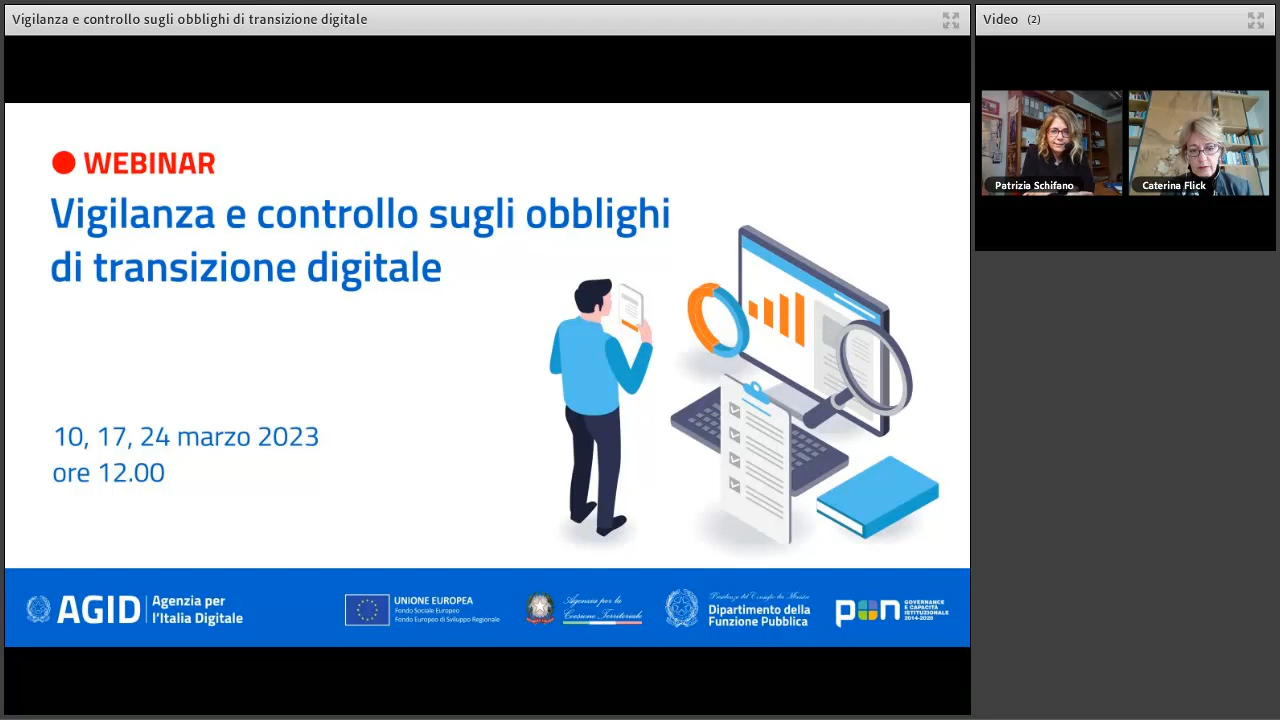 Vigilanza e controllo sugli obblighi di transizione digitale
Video (2)
Patrizia Schifano
Caterina Flick
WEBINAR
Vigilanza e controllo sugli obblighi
di transizione digitale
10, 17, 24 marzo 2023
ore 12.00
AGID
Agenzia per
l'Italia Digitale
UNIONE EUROPEA
Fondo Sociale Europeo
Fondo Europeo di Sviluppo Regionale
Agenzia per la
Coesione Territoriale
Presidenza del Consiglio dei Ministri
Dipartimento della
Funzione Pubblica
pon
GOVERNANCE
E CAPACITÀ
ISTITUZIONALE
2014-2020